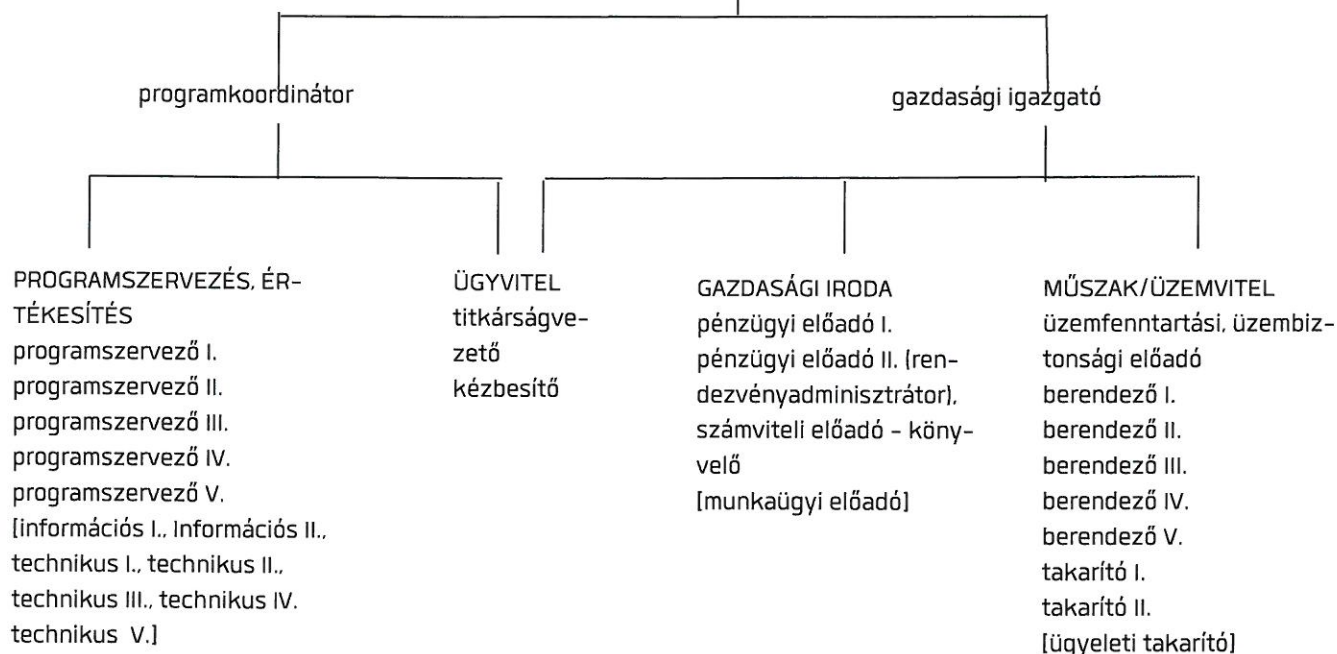 programkoordinátor
gazdasági igazgató
PROGRAMSZERVEZÉS, ÉR-
TÉKESÍTÉS
programszervező I.
programszervező II.
programszervező III.
programszervező IV.
programszervező V.
[információs I., Információs II.,
technikus I., technikus II.,
technikus III., technikus IV.
technikus V.]
ÜGYVITEL
titkárságve-
zető
kézbesítő
GAZDASÁGI IRODA
pénzügyi előadó I.
pénzügyi előadó II. (ren-
dezvényadminisztrátor),
számviteli előadó – köny-
velő
[munkaügyi előadó]
MŰSZAK/ÜZEMVITEL
üzemfenntartási, üzembiz-
tonsági előadó
berendező I.
berendező II.
berendező III.
berendező IV.
berendező V.
takarító I.
takarító II.
[ügyeleti takarító]